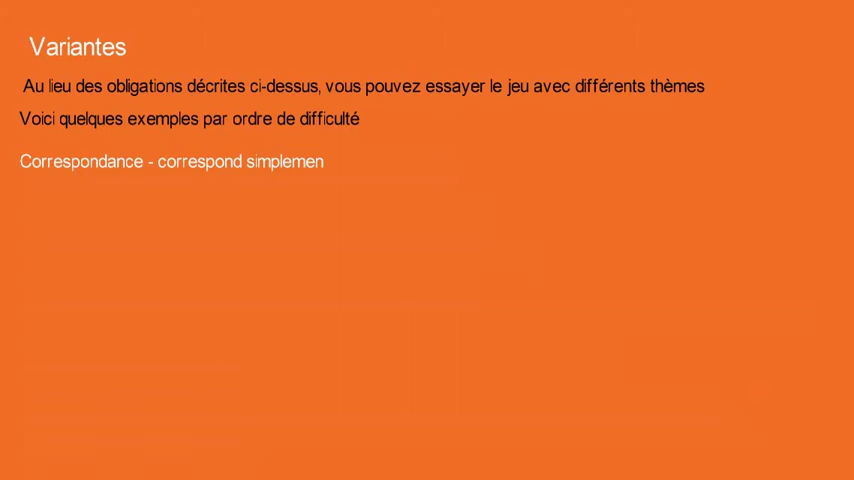 Variantes
Au lieu des obligations décrites ci-dessus, vous pouvez essayer le jeu avec différents thèmes
Voici quelques exemples par ordre de difficulté
Correspondance - correspond simplemen